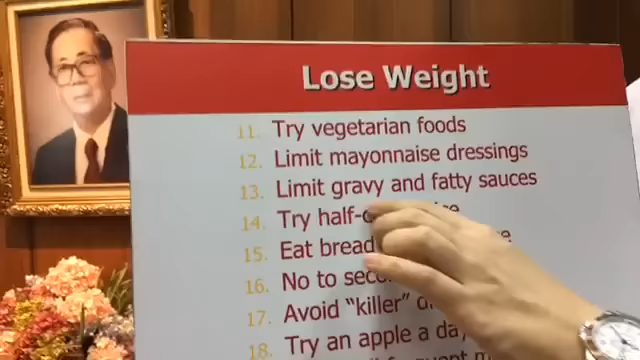 Lose Weight
11. Try vegetarian foods
12. Limit mayonnaise dressings
13. Limit gravy and fatty sauces
14. Try
15. Eat bread
16. No to
17. Avoid "killer"
18. Try an apple a day